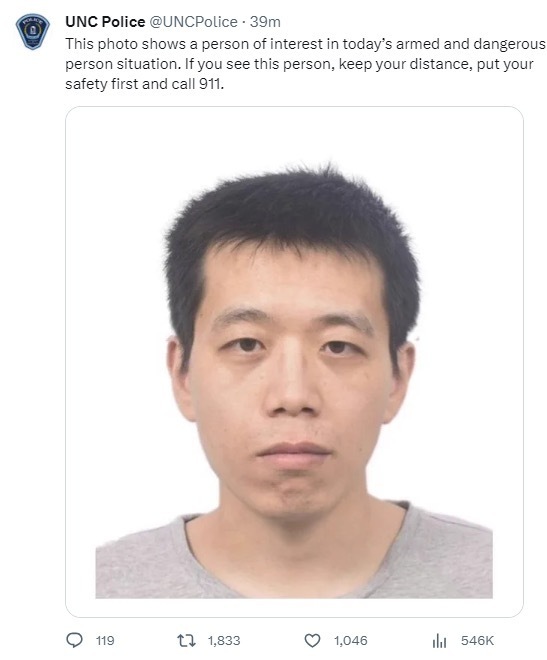 UNC Police @UNCPolice · 39m
This photo shows a person of interest in today's armed and dangerous
person situation. If you see this person, keep your distance, put your
safety first and call 911.
119 1,833 1,046 546K